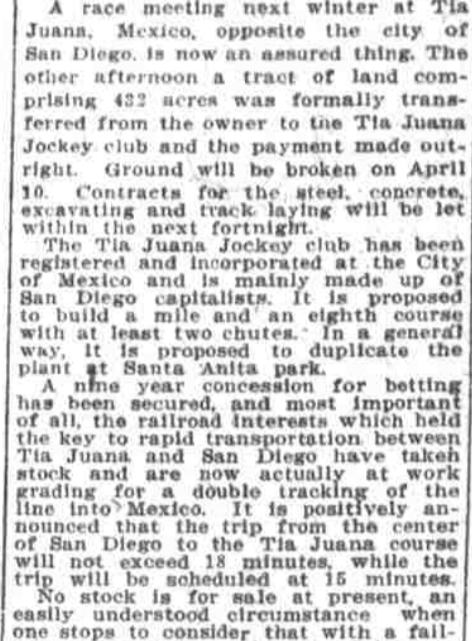 A race meeting next winter at Tia
Juana, Mexico, opposite the city of
San Diego, is now an assured thing. The
other afternoon a tract of land com-
prising 432 acres was formally trans-
ferred from the owner to the Tia Juana
Jockey club and the payment made out-
right. Ground will be broken on April
10. Contracts for the steel, concrete,
excavating and track laying will be let
within the next fortnight.
The Tia Juana Jockey club has been
registered and incorporated at the City
of Mexico and is mainly made up of
San Diego capitalists. It is proposed
to build a mile and an eighth course
with at least two chutes. In a general
way, it is proposed to duplicate the
plant at Santa Anita park.
A nine year concession for betting
has been secured, and most important
of all, the railroad interests which held
the key to rapid transportation between
Tia Juana and San Diego have taken
stock and are now actually at work
grading for a double tracking of the
line into Mexico. It is positively an-
nounced that the trip from the center
of San Diego to the Tia Juana course
will not exceed 18 minutes, while the
trip will be scheduled at 15 minutes.
No stock is for sale at present, an
easily understood circumstance when
one stops to consider that with a fail-